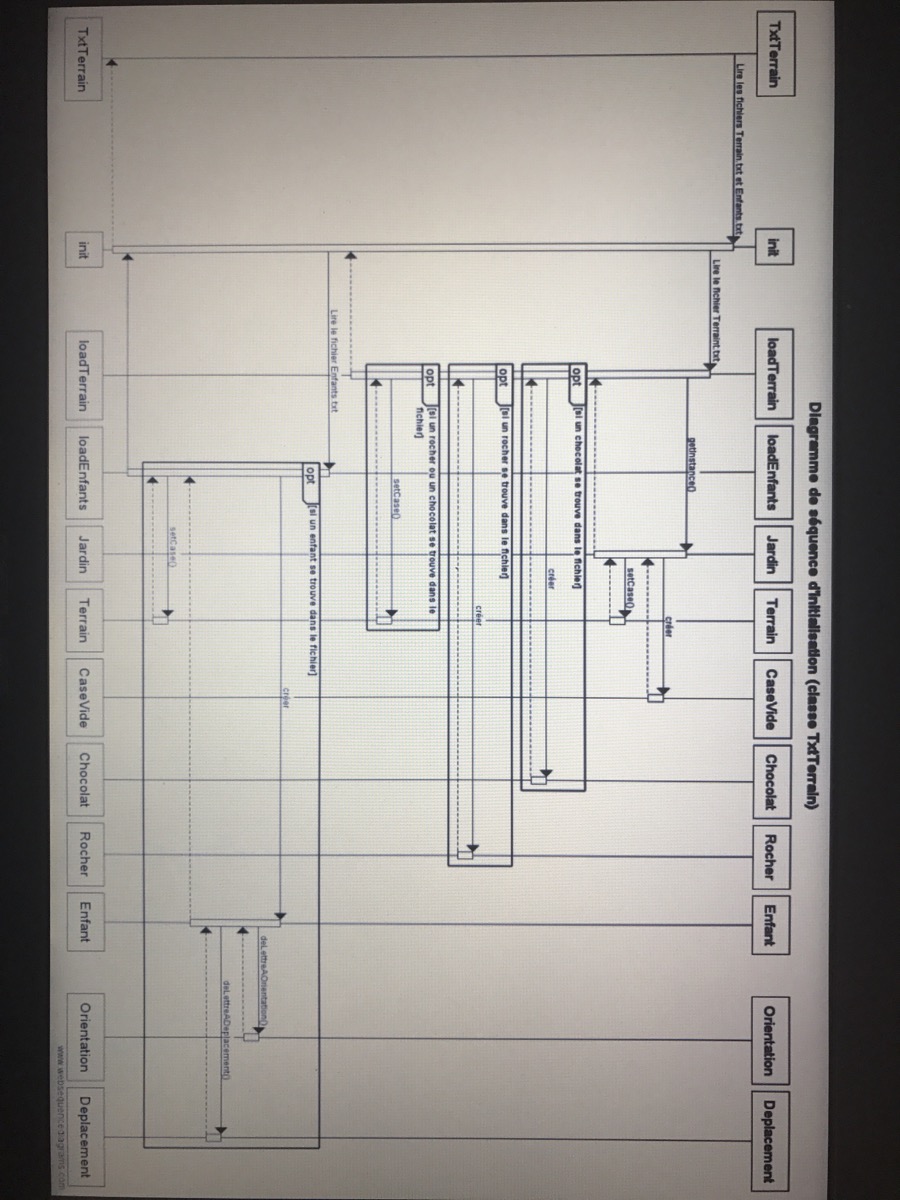 Diagramme de séquence d'initialisation (classe TxtTerrain)
TxtTerrain
init
loadTerrain
loadEnfants
Jardin
Terrain
CaseVide
Chocolat
Rocher
Enfant
Orientation
Deplacement
Lire les fichiers Terrain.txt et Enfants.txt
Lire le fichier Terraint.txt
getInstance()
créer
setCase()
opt
[si un chocolat se trouve dans le fichier]
créer
opt
[si un rocher se trouve dans le fichier]
créer
opt
[si un rocher ou un chocolat se trouve dans le
fichier]
setCase()
Lire le fichier Enfants.txt
opt
[si un enfant se trouve dans le fichier]
créer
deLettreAOrientation()
deLettreADeplacement()
setCase()
TxtTerrain
init
loadTerrain
loadEnfants
Jardin
Terrain
CaseVide
Chocolat
Rocher
Enfant
Orientation
Deplacement
www.websequencediagrams.com